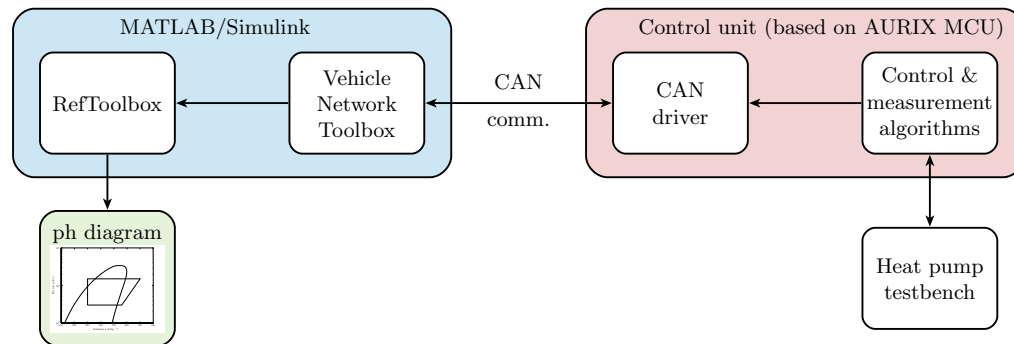 MATLAB/Simulink
RefToolbox
Vehicle
Network
Toolbox
CAN
comm.
Control unit (based on AURIX MCU)
CAN
driver
Control &
measurement
algorithms
ph diagram
Heat pump
testbench